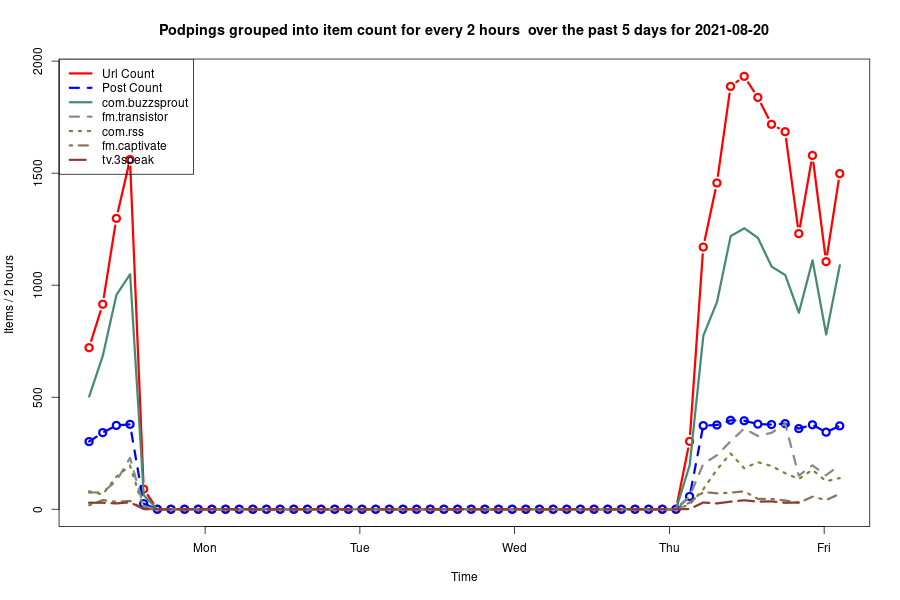 Podpings grouped into item count for every 2 hours  over the past 5 days for 2021-08-20
Url Count
Post Count
com.buzzsprout
fm.transistor
com.rss
fm.captivate
tv.3speak
Items / 2 hours
2000
1500
1000
500
0
Mon Tue Wed Thu Fri
Time